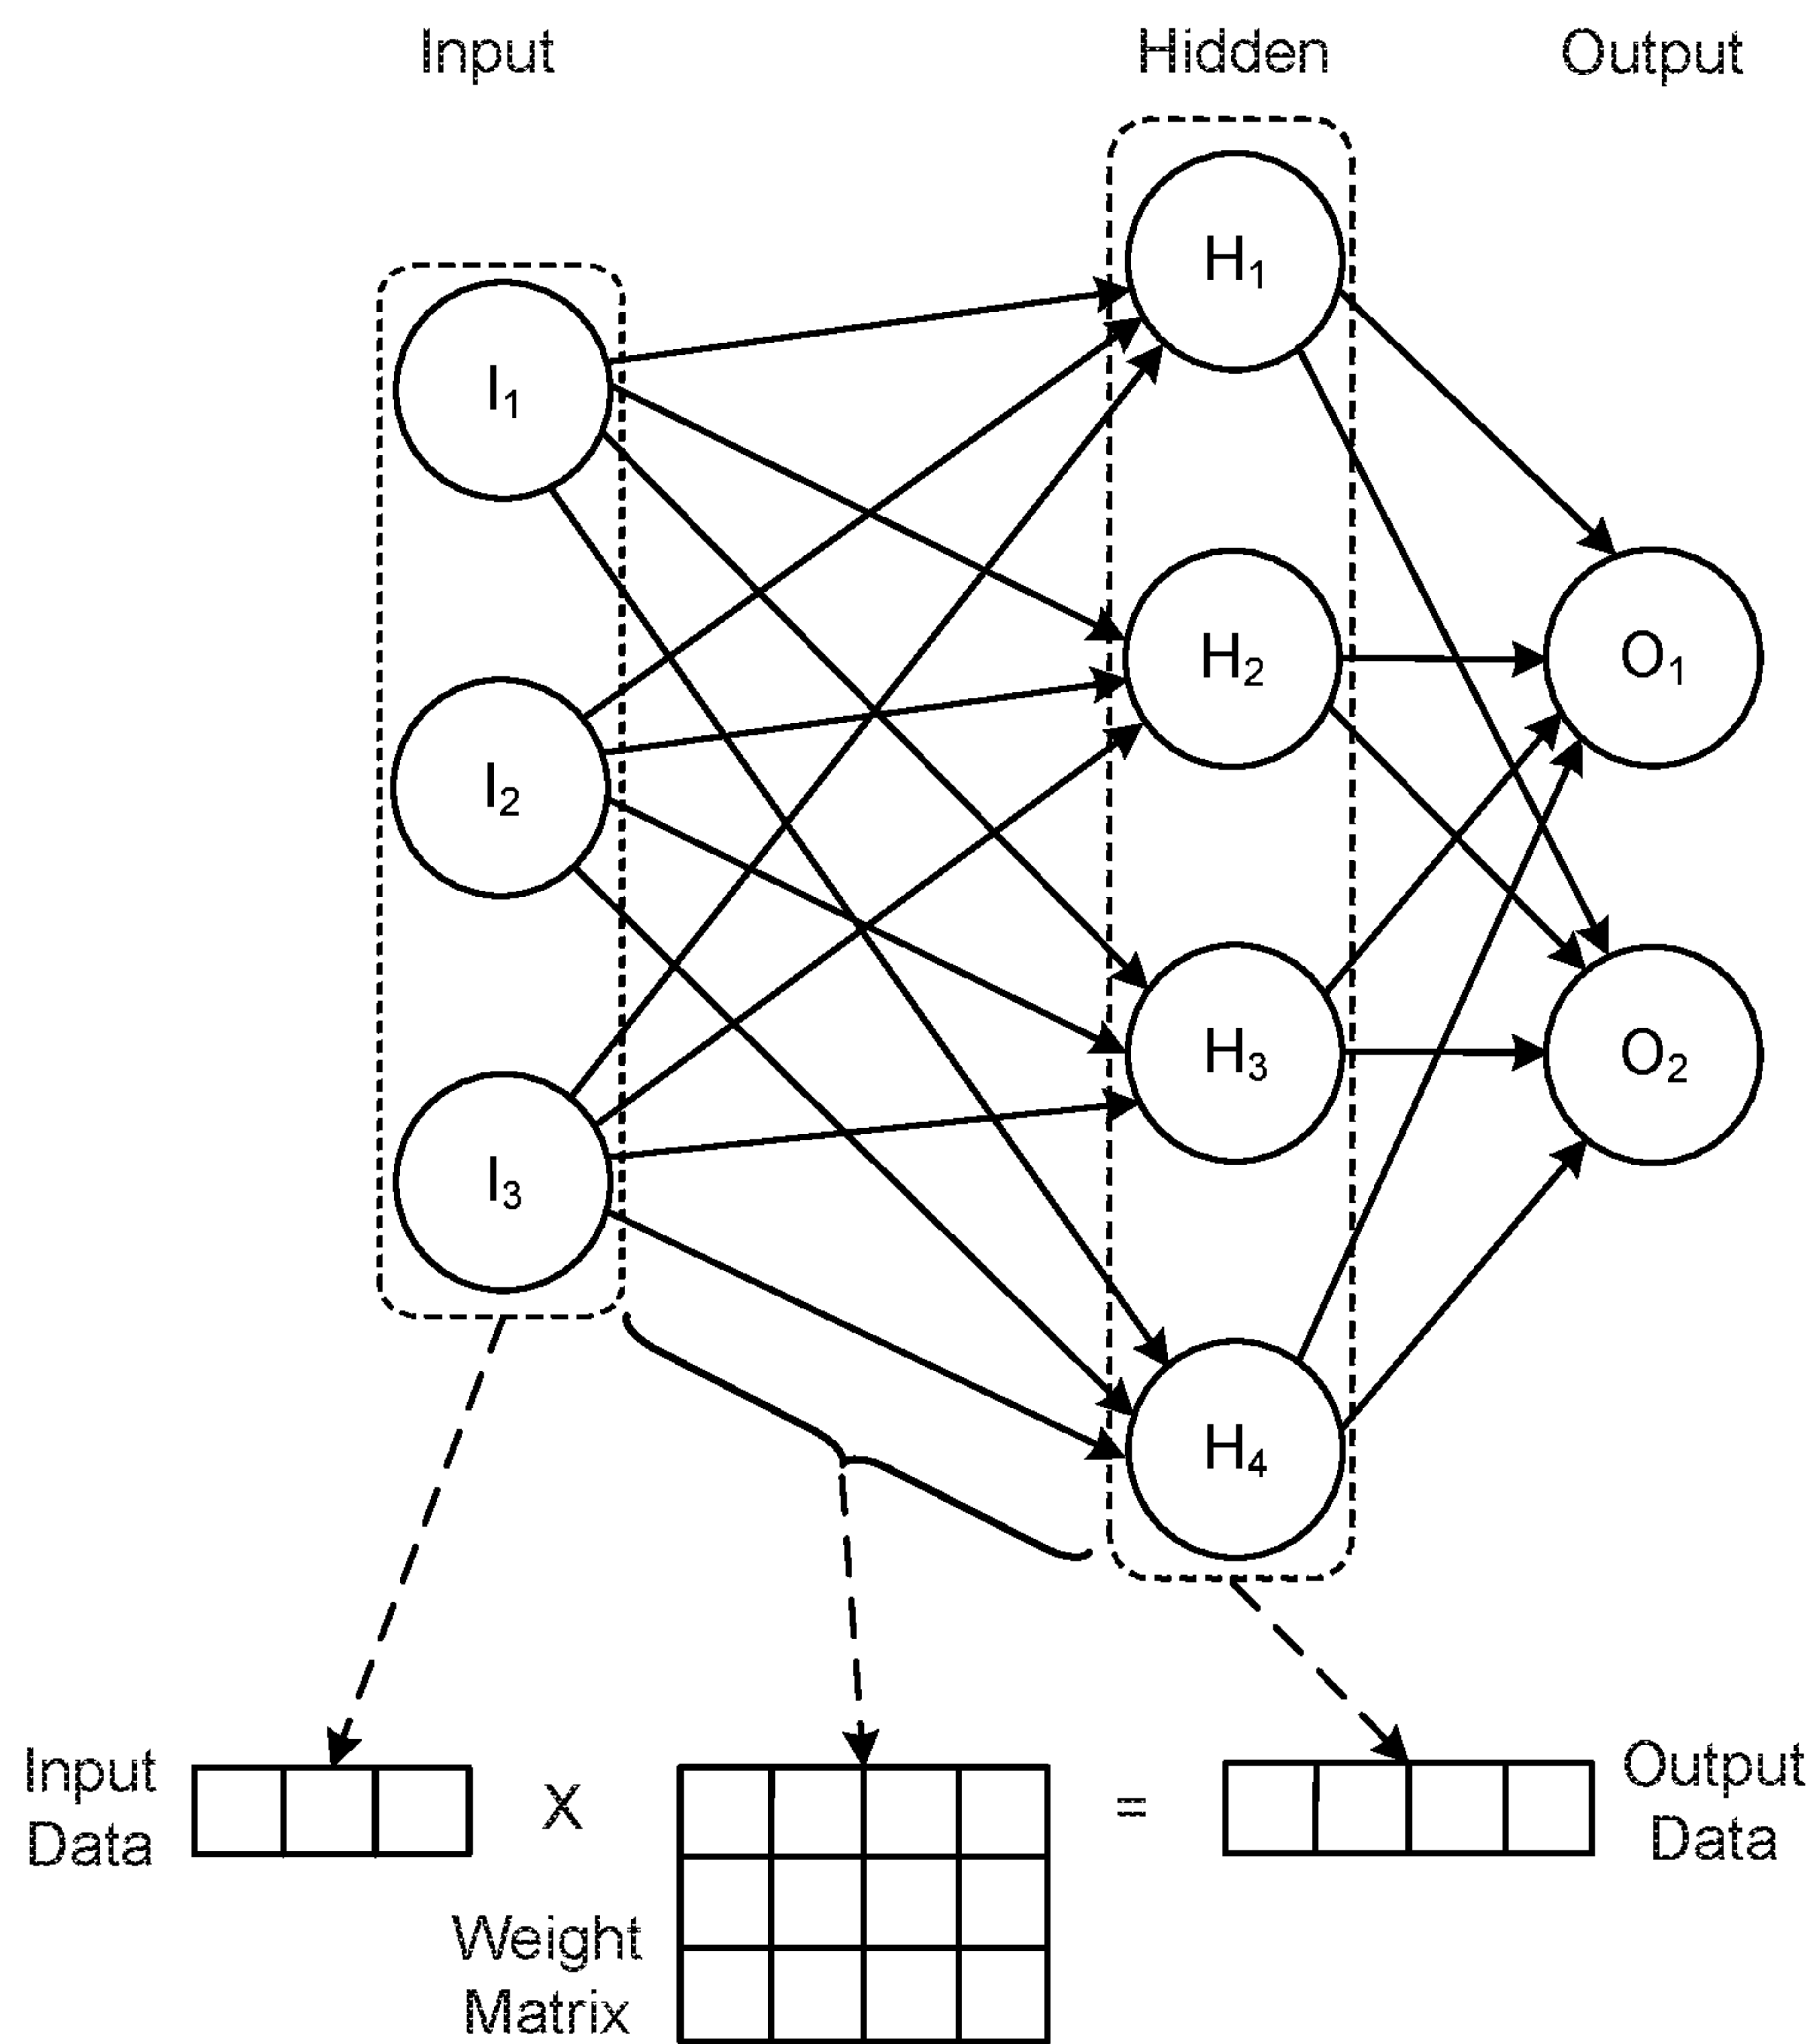 Input
Hidden
Output
I₁
I₂
I₃
H₁
H₂
H₃
H₄
O₁
O₂
Input
Data
X
Weight
Matrix
=
Output
Data